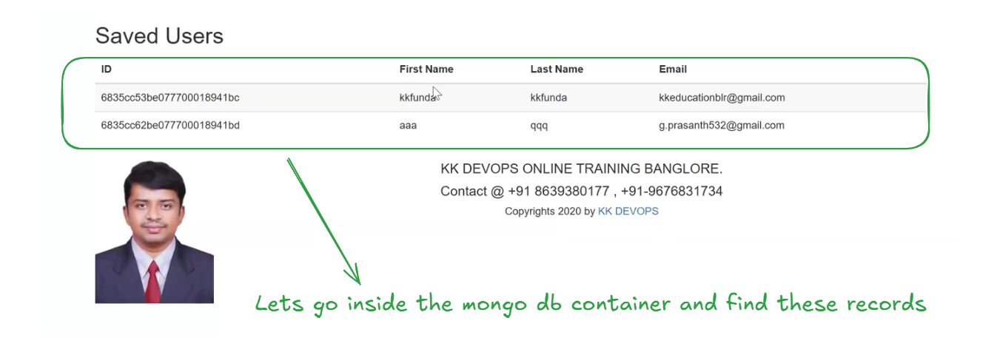 Saved Users
ID First Name Last Name Email
6835cc53be077700018941bc kkfunda kkfunda kkeducationblr@gmail.com
6835cc62be077700018941bd aaa qqq g.prasanth532@gmail.com
KK DEVOPS ONLINE TRAINING BANGLORE.
Contact @ +91 8639380177 , +91-9676831734
Copyrights 2020 by KK DEVOPS
Lets go inside the mongo db container and find these records